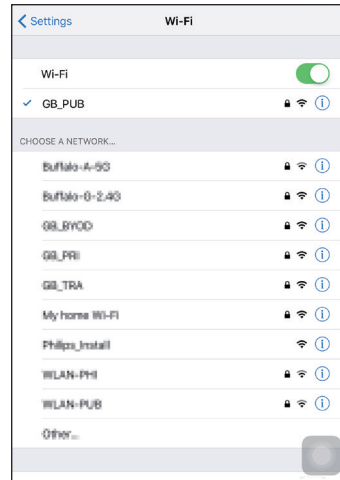 Settings
Wi-Fi
Wi-Fi
GB_PUB
CHOOSE A NETWORK...
Buffalo-A-5G
Buffalo-G-2.4G
GB_BYOD
GB_PRI
GB_TRA
My home Wi-Fi
Philips_Install
WLAN-PHI
WLAN-PUB
Other...